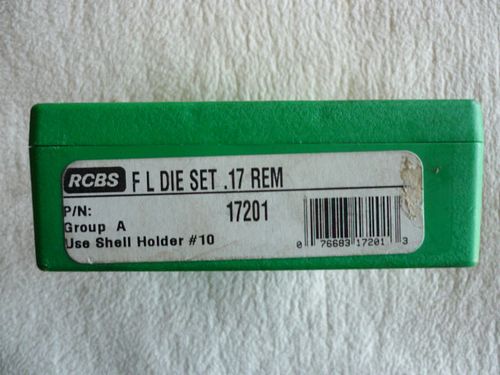 RCBS F L DIE SET .17 REM
P/N: 17201
Group A
Use Shell Holder #10
0 76683 17201 3